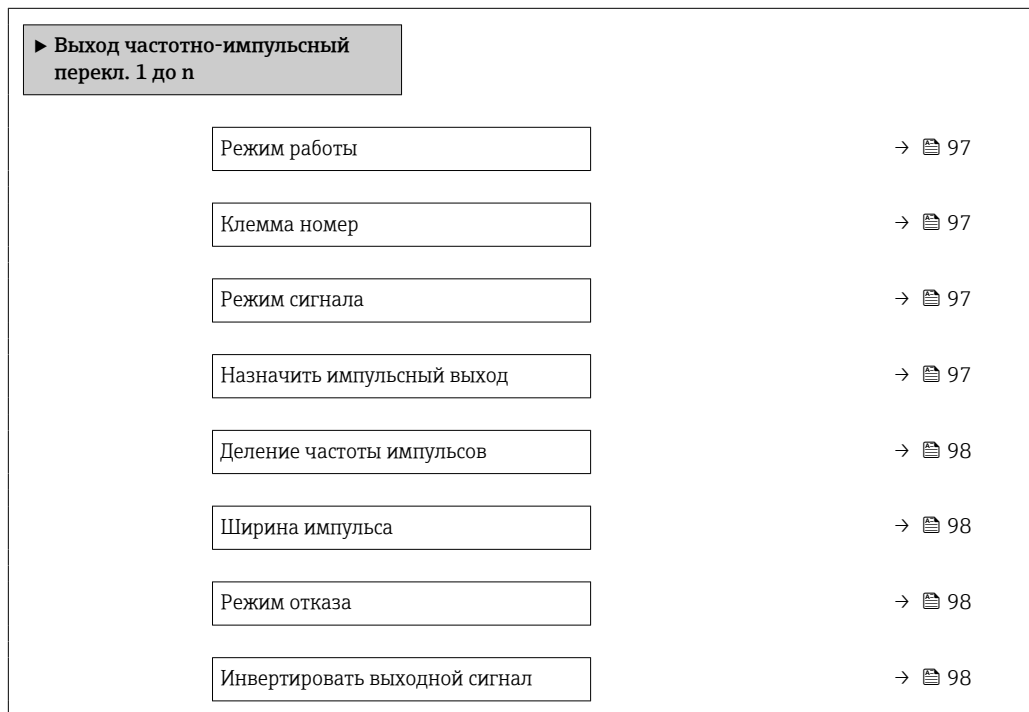 ► Выход частотно-импульсный
перекл. 1 до n
Режим работы → 97
Клемма номер → 97
Режим сигнала → 97
Назначить импульсный выход → 97
Деление частоты импульсов → 98
Ширина импульса → 98
Режим отказа → 98
Инвертировать выходной сигнал → 98